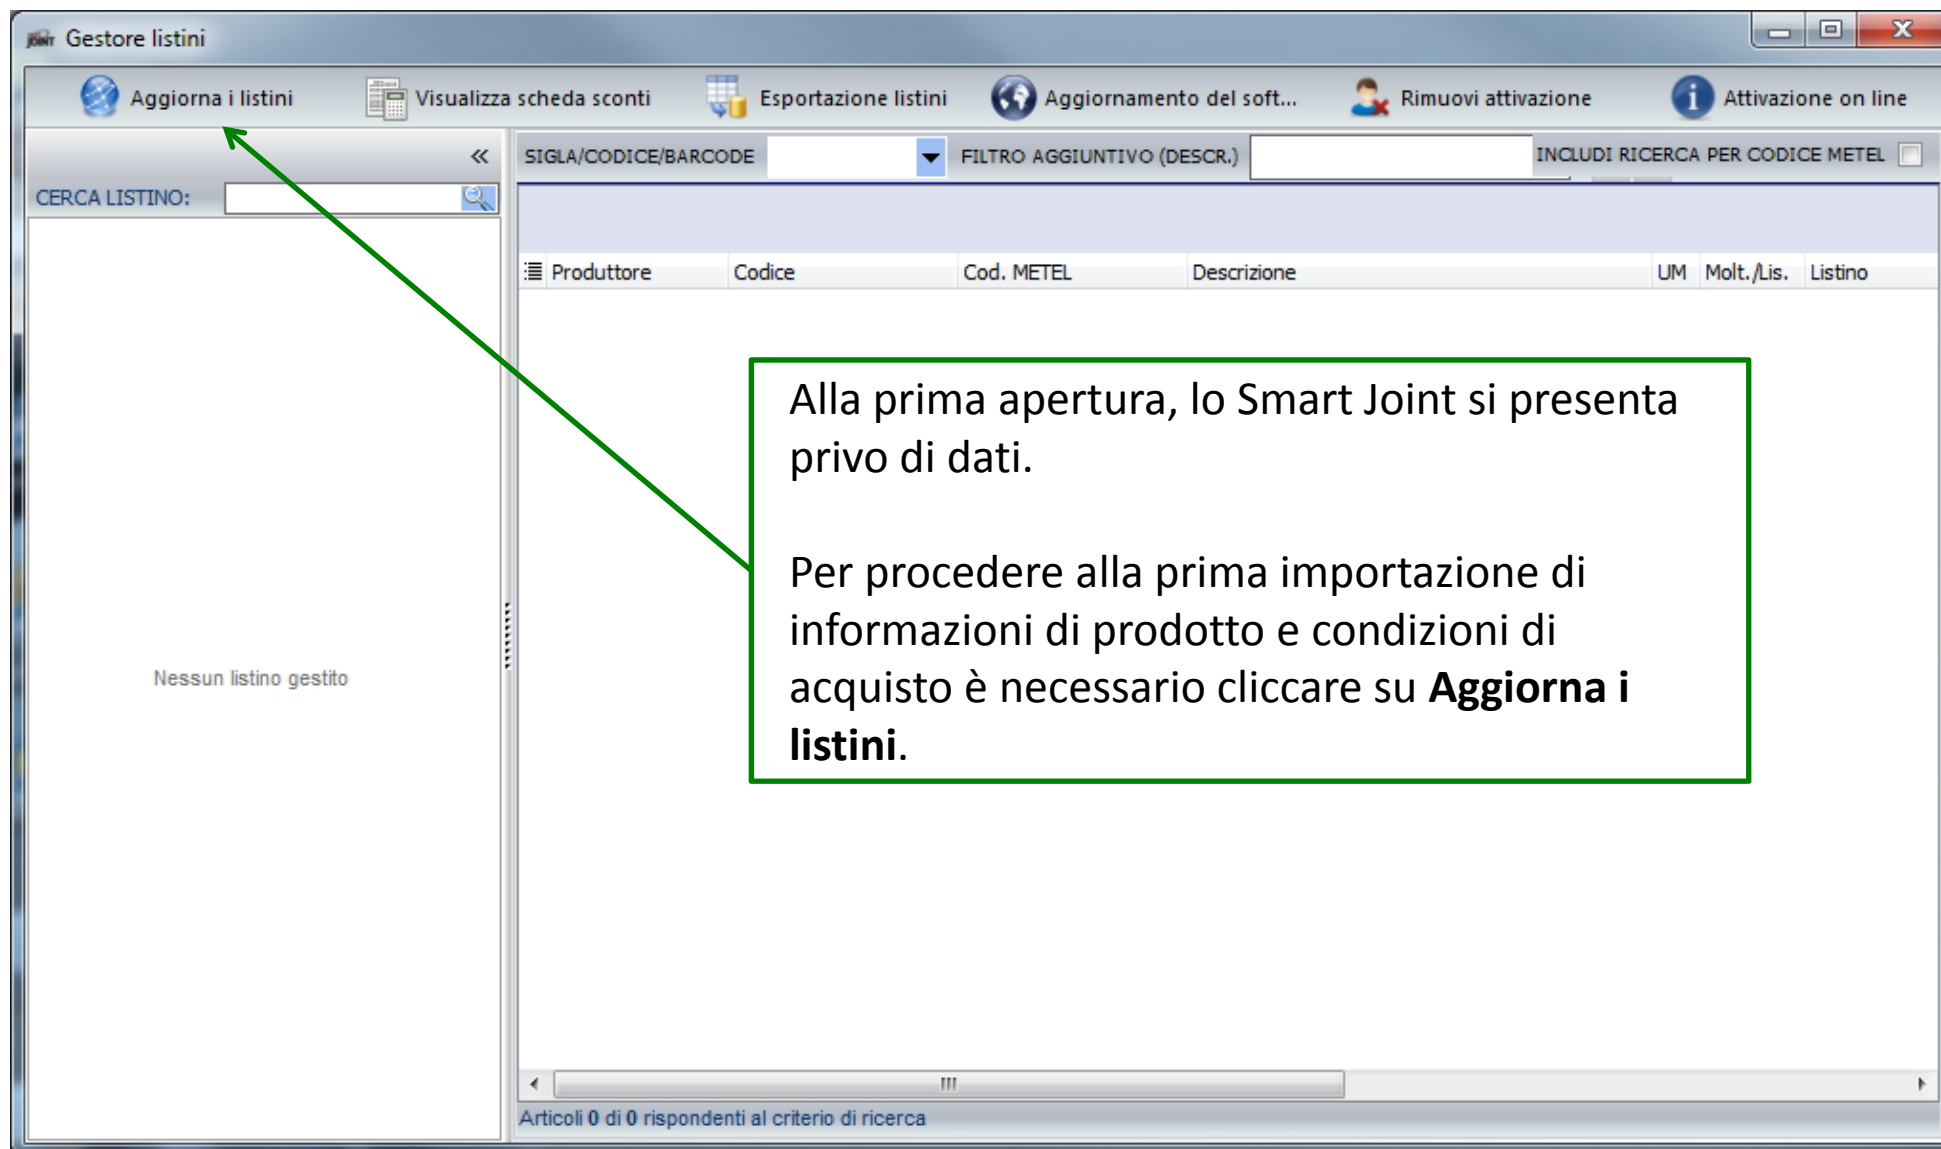 JOINT Gestore listini
Aggiorna i listini Visualizza scheda sconti Esportazione listini Aggiornamento del soft... Rimuovi attivazione Attivazione on line
« SIGLA/CODICE/BARCODE FILTRO AGGIUNTIVO (DESCR.) INCLUDI RICERCA PER CODICE METEL
CERCA LISTINO:
Produttore Codice Cod. METEL Descrizione UM Molt./Lis. Listino
Alla prima apertura, lo Smart Joint si presenta
privo di dati.
Per procedere alla prima importazione di
informazioni di prodotto e condizioni di
acquisto è necessario cliccare su Aggiorna i
listini.
Nessun listino gestito
Articoli 0 di 0 rispondenti al criterio di ricerca